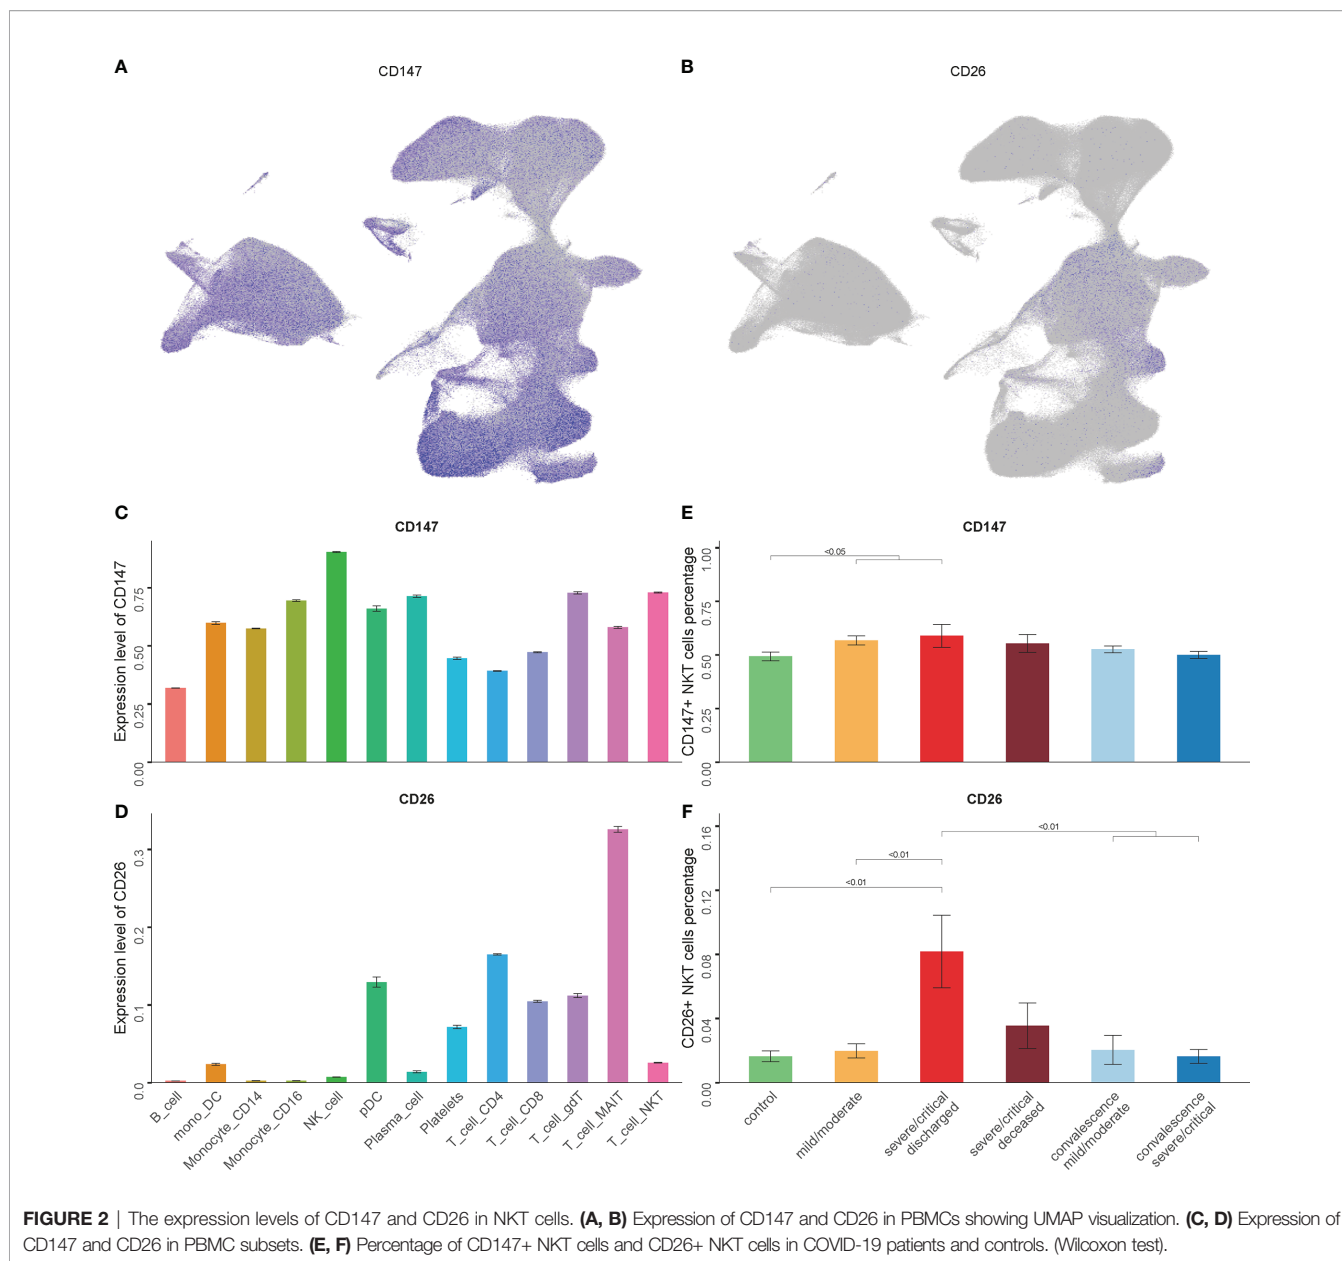 A
CD147
B
CD26
C
CD147
Expression level of CD147
0.75
0.50
0.25
0.00
E
CD147
CD147+ NKT cells percentage
1.00
0.75
0.50
0.25
0.00
<0.05
D
CD26
Expression level of CD26
0.3
0.2
0.1
0.0
B_cell
mono_DC
Monocyte_CD14
Monocyte_CD16
NK_cell
pDC
Plasma_cell
Platelets
T_cell_CD4
T_cell_CD8
T_cell_gdT
T_cell_MAIT
T_cell_NKT
F
CD26
CD26+ NKT cells percentage
0.16
0.12
0.08
0.04
0.00
<0.01
<0.01
<0.01
control
mild/moderate
severe/critical
discharged
severe/critical
deceased
convalescence
mild/moderate
convalescence
severe/critical
FIGURE 2 | The expression levels of CD147 and CD26 in NKT cells. (A, B) Expression of CD147 and CD26 in PBMCs showing UMAP visualization. (C, D) Expression of
CD147 and CD26 in PBMC subsets. (E, F) Percentage of CD147+ NKT cells and CD26+ NKT cells in COVID-19 patients and controls. (Wilcoxon test).